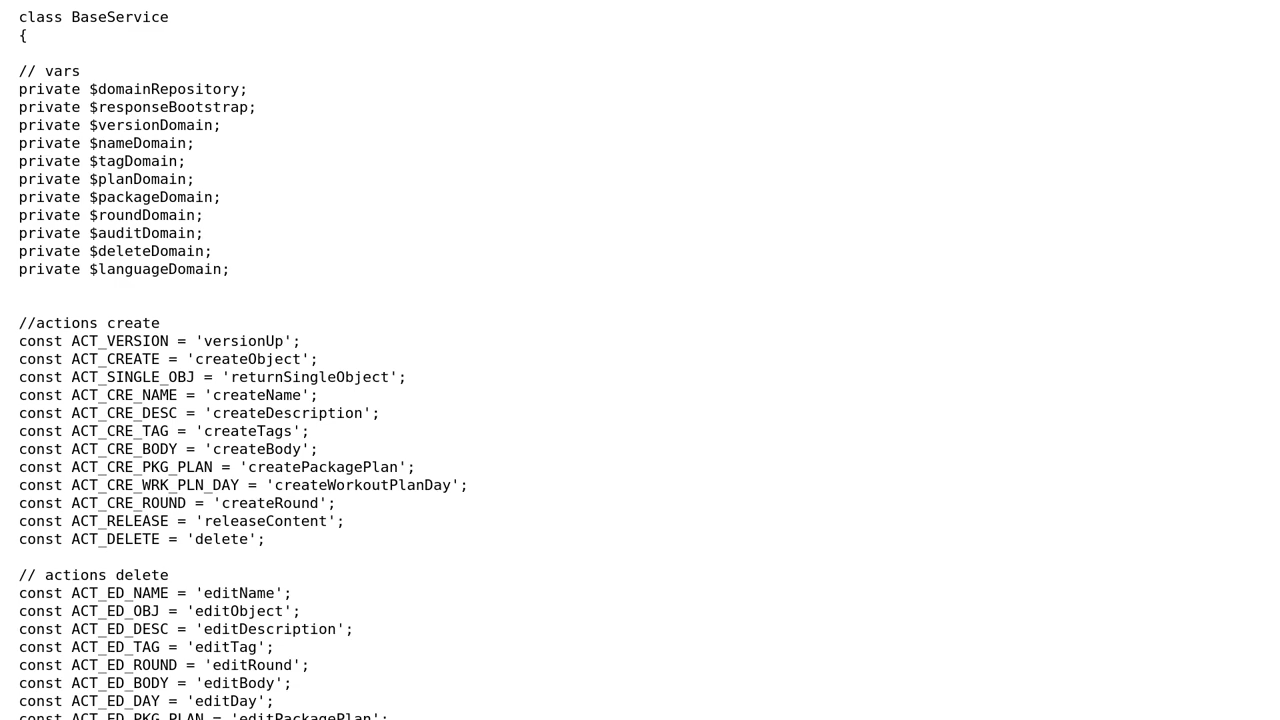 class BaseService
{
// vars
private $domainRepository;
private $responseBootstrap;
private $versionDomain;
private $nameDomain;
private $tagDomain;
private $planDomain;
private $packageDomain;
private $roundDomain;
private $auditDomain;
private $deleteDomain;
private $languageDomain;
//actions create
const ACT_VERSION = 'versionUp';
const ACT_CREATE = 'createObject';
const ACT_SINGLE_OBJ = 'returnSingleObject';
const ACT_CRE_NAME = 'createName';
const ACT_CRE_DESC = 'createDescription';
const ACT_CRE_TAG = 'createTags';
const ACT_CRE_BODY = 'createBody';
const ACT_CRE_PKG_PLAN = 'createPackagePlan';
const ACT_CRE_WRK_PLN_DAY = 'createWorkoutPlanDay';
const ACT_CRE_ROUND = 'createRound';
const ACT_RELEASE = 'releaseContent';
const ACT_DELETE = 'delete';
// actions delete
const ACT_ED_NAME = 'editName';
const ACT_ED_OBJ = 'editObject';
const ACT_ED_DESC = 'editDescription';
const ACT_ED_TAG = 'editTag';
const ACT_ED_ROUND = 'editRound';
const ACT_ED_BODY = 'editBody';
const ACT_ED_DAY = 'editDay';
const ACT_ED_PKG_PLAN = 'editPackagePlan';